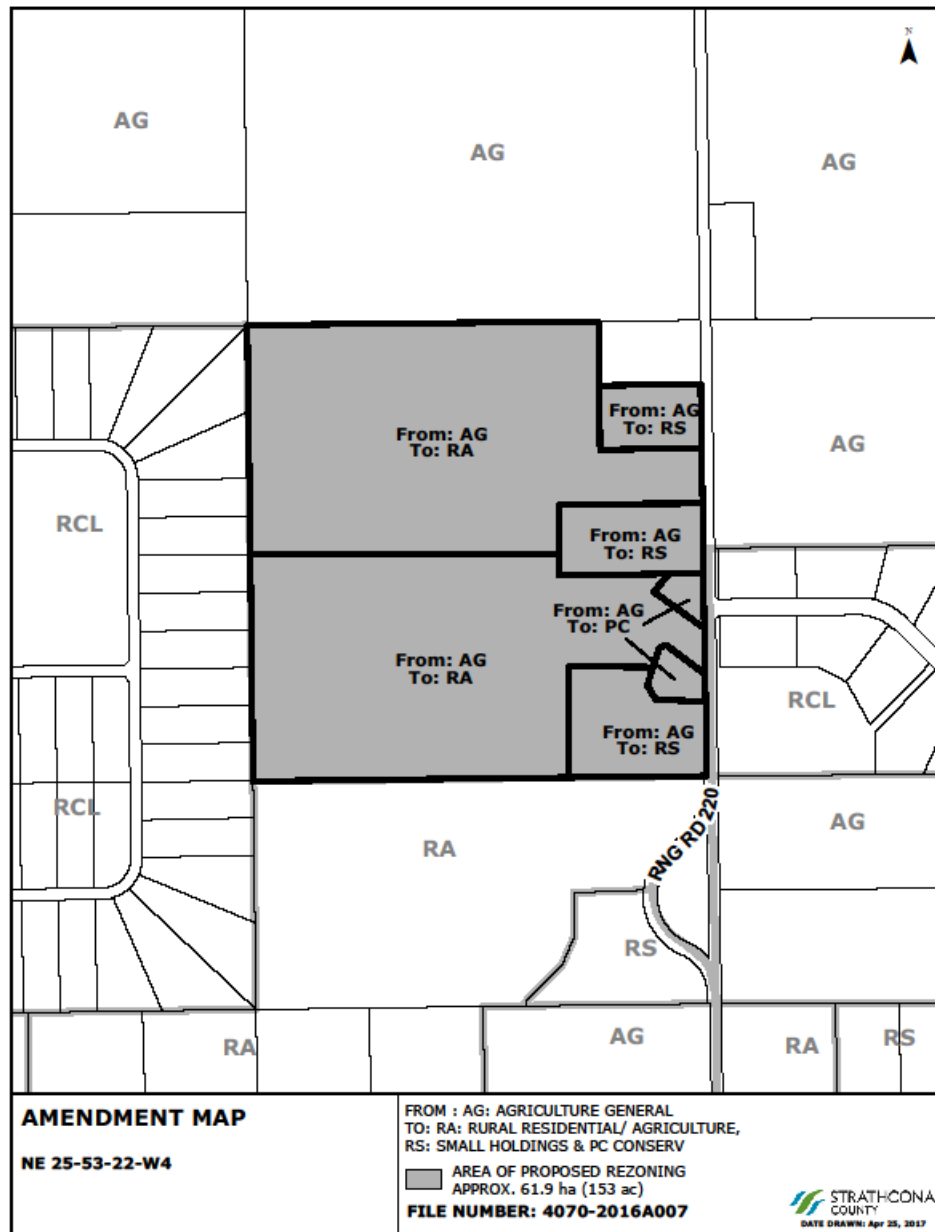 N
AG
AG
AG
From: AG
To: RS
From: AG
To: RA
AG
RCL
From: AG
To: RS
From: AG
To: PC
From: AG
To: RA
RCL
From: AG
To: RS
RCL
AG
RA
RNG RD 220
RS
AG
RA
RS
RA
AMENDMENT MAP
NE 25-53-22-W4
FROM : AG: AGRICULTURE GENERAL
TO: RA: RURAL RESIDENTIAL/ AGRICULTURE,
RS: SMALL HOLDINGS & PC CONSERV
AREA OF PROPOSED REZONING
APPROX. 61.9 ha (153 ac)
FILE NUMBER: 4070-2016A007
STRATHCONA
COUNTY
DATE DRAWN: Apr 25, 2017